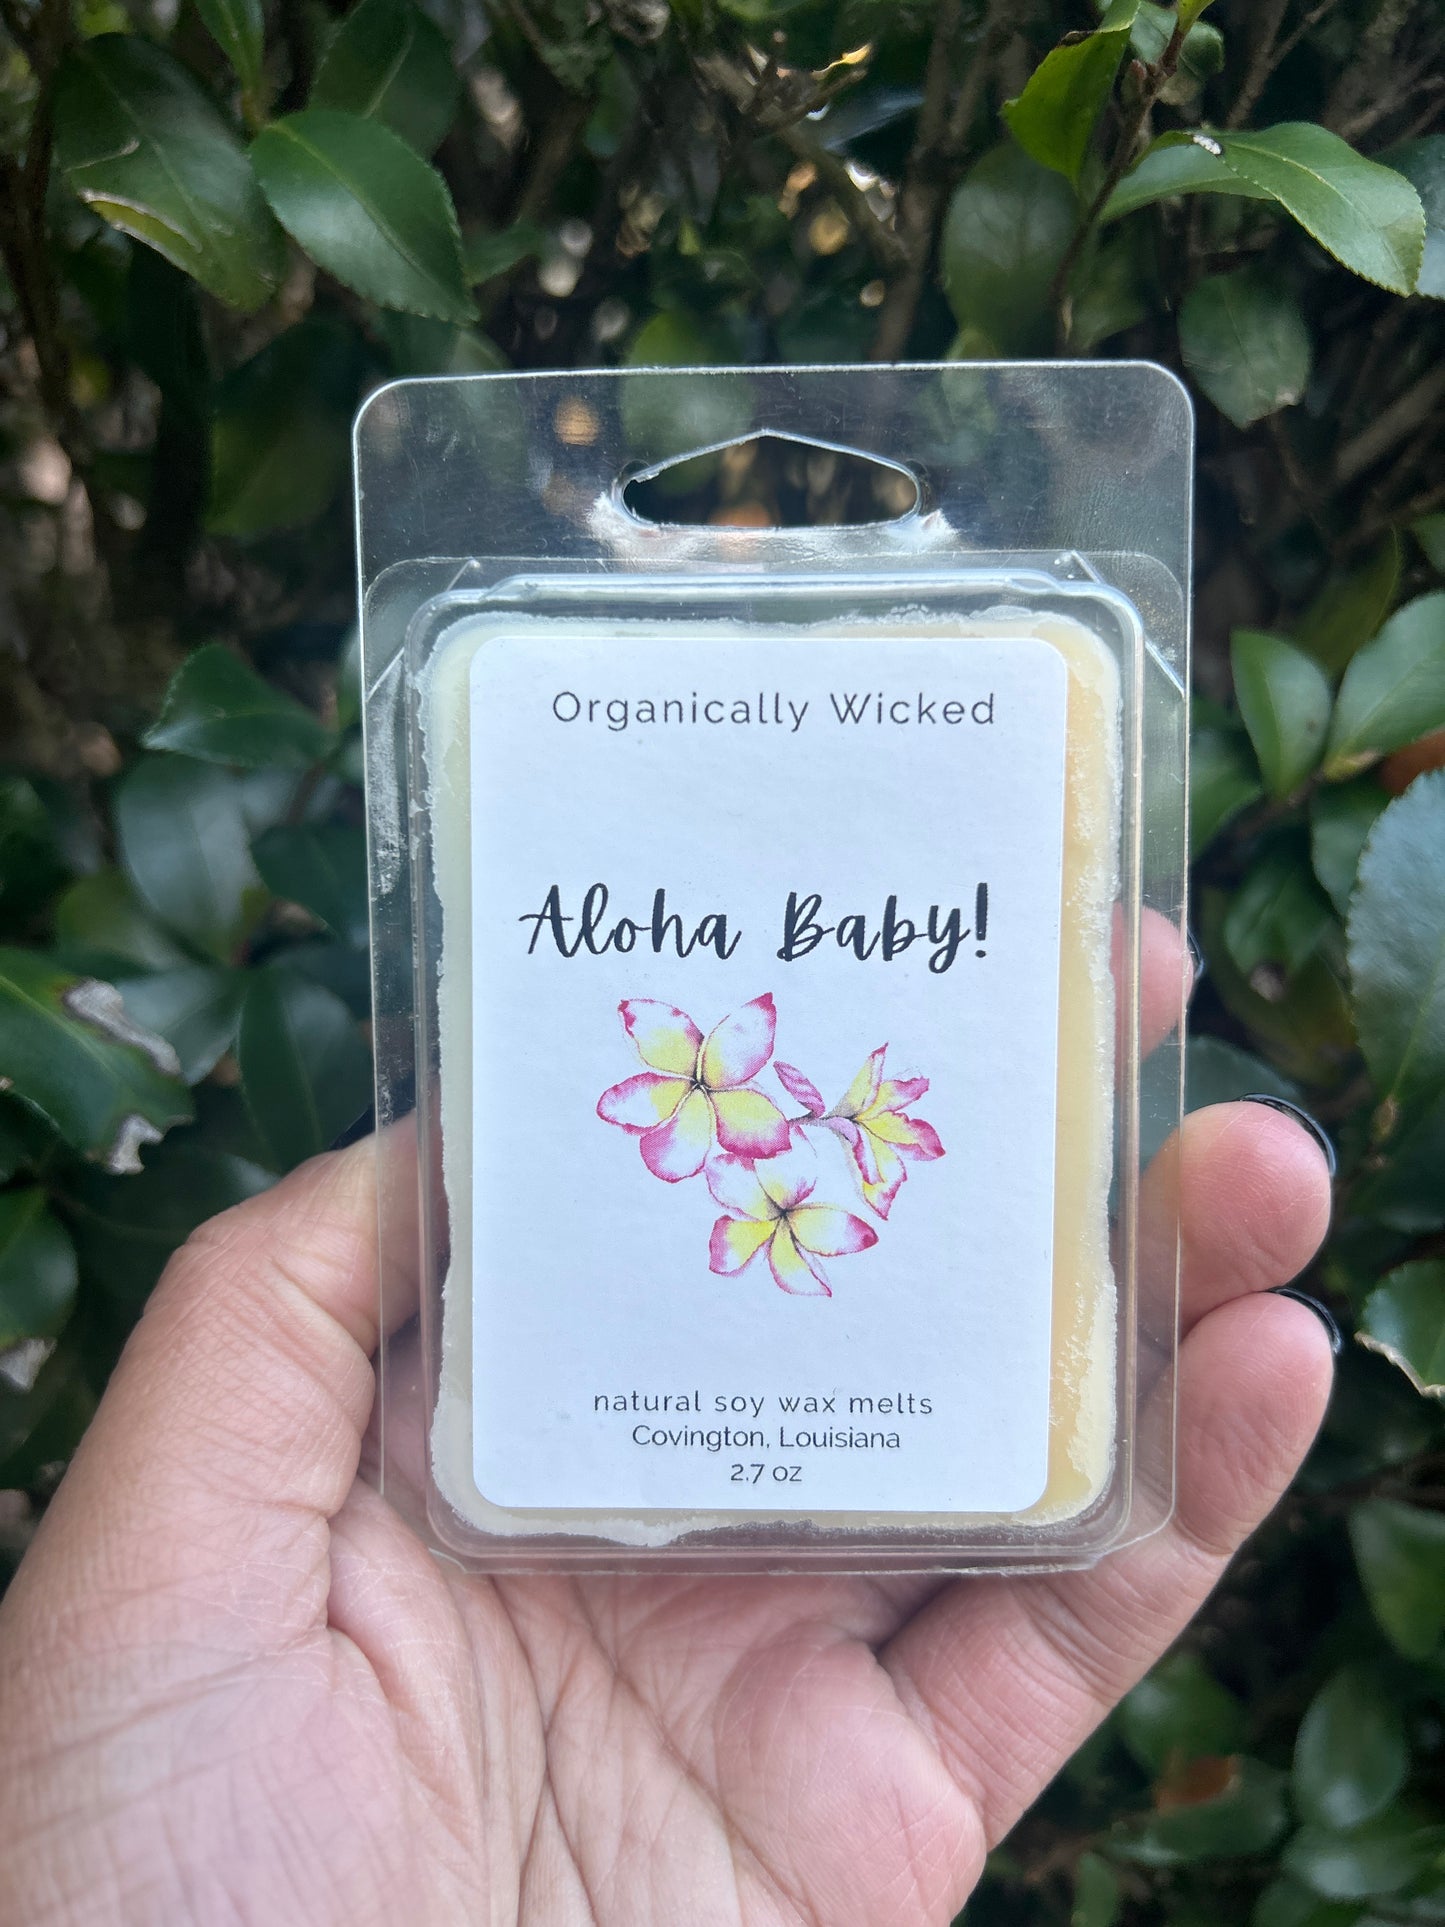 Organically Wicked
Aloha Baby!
natural soy wax melts
Covington, Louisiana
2.7 oz